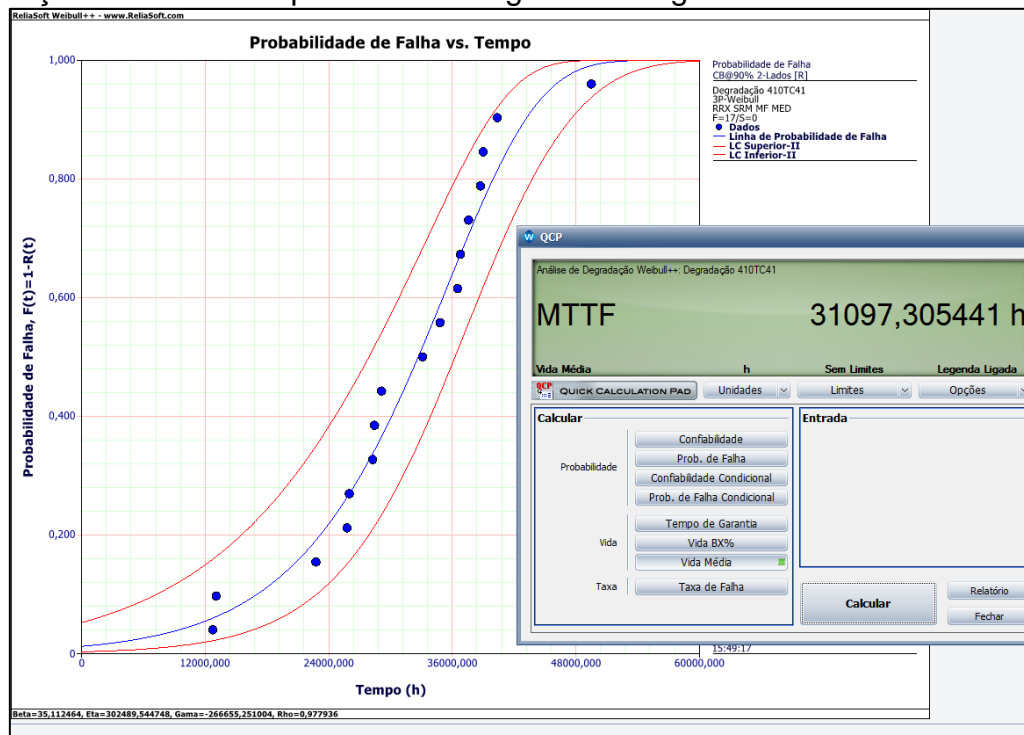 ReliaSoft Weibull++ - www.ReliaSoft.com
Probabilidade de Falha vs. Tempo
Probabilidade de Falha
CB@90% 2-Lados [R]
Degradação 410TC41
3P-Weibull
RRX SRM MF MED
F=17/S=0
Dados
Linha de Probabilidade de Falha
LC Superior-II
LC Inferior-II
1,000
0,800
0,600
0,400
0,200
0
Probabilidade de Falha, F(t)=1-R(t)
0
12000,000
24000,000
36000,000
48000,000
60000,000
Tempo (h)
15:49:17
Beta=35,112464, Eta=302489,544748, Gama=-266655,251004, Rho=0,977936
QCP
Análise de Degradação Weibull++: Degradação 410TC41
MTTF 31097,305441 h
Vida Média h Sem Limites Legenda Ligada
QCP QUICK CALCULATION PAD Unidades Limites Opções
Calcular
Entrada
Probabilidade
Confiabilidade
Prob. de Falha
Confiabilidade Condicional
Prob. de Falha Condicional
Vida
Tempo de Garantia
Vida BX%
Vida Média
Taxa
Taxa de Falha
Calcular
Relatório
Fechar